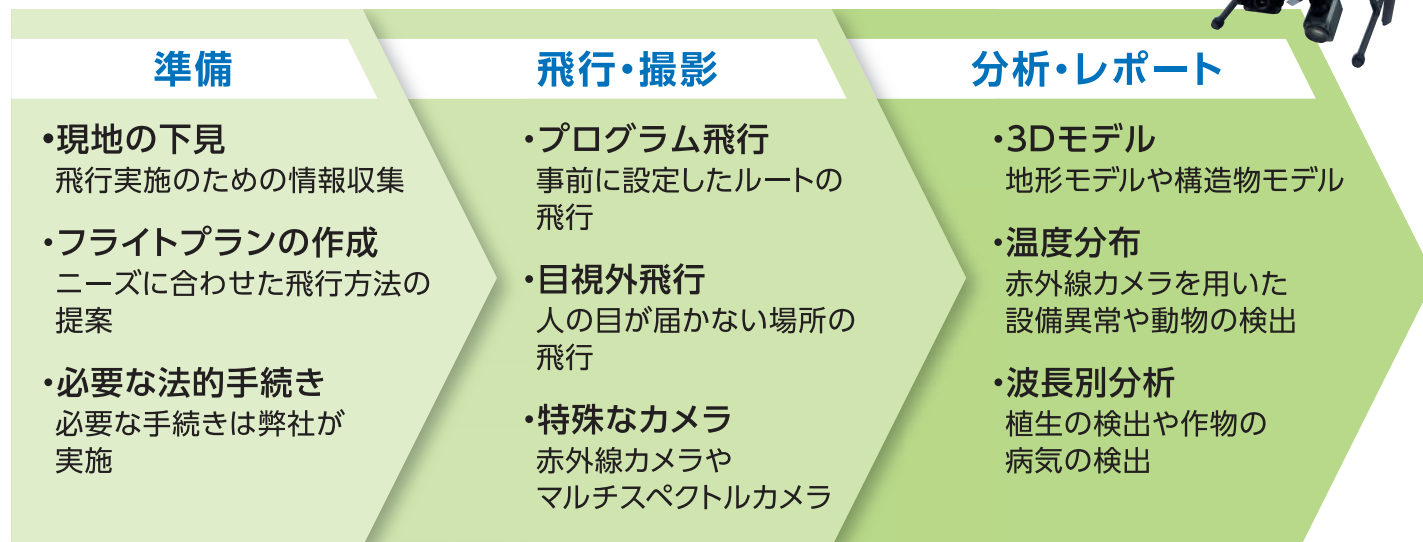 準備
・現地の下見
飛行実施のための情報収集
・フライトプランの作成
ニーズに合わせた飛行方法の
提案
・必要な法的手続き
必要な手続きは弊社が
実施
飛行・撮影
・プログラム飛行
事前に設定したルートの
飛行
・目視外飛行
人の目が届かない場所の
飛行
・特殊なカメラ
赤外線カメラや
マルチスペクトルカメラ
分析・レポート
・3Dモデル
地形モデルや構造物モデル
・温度分布
赤外線カメラを用いた
設備異常や動物の検出
・波長別分析
植生の検出や作物の
病気の検出